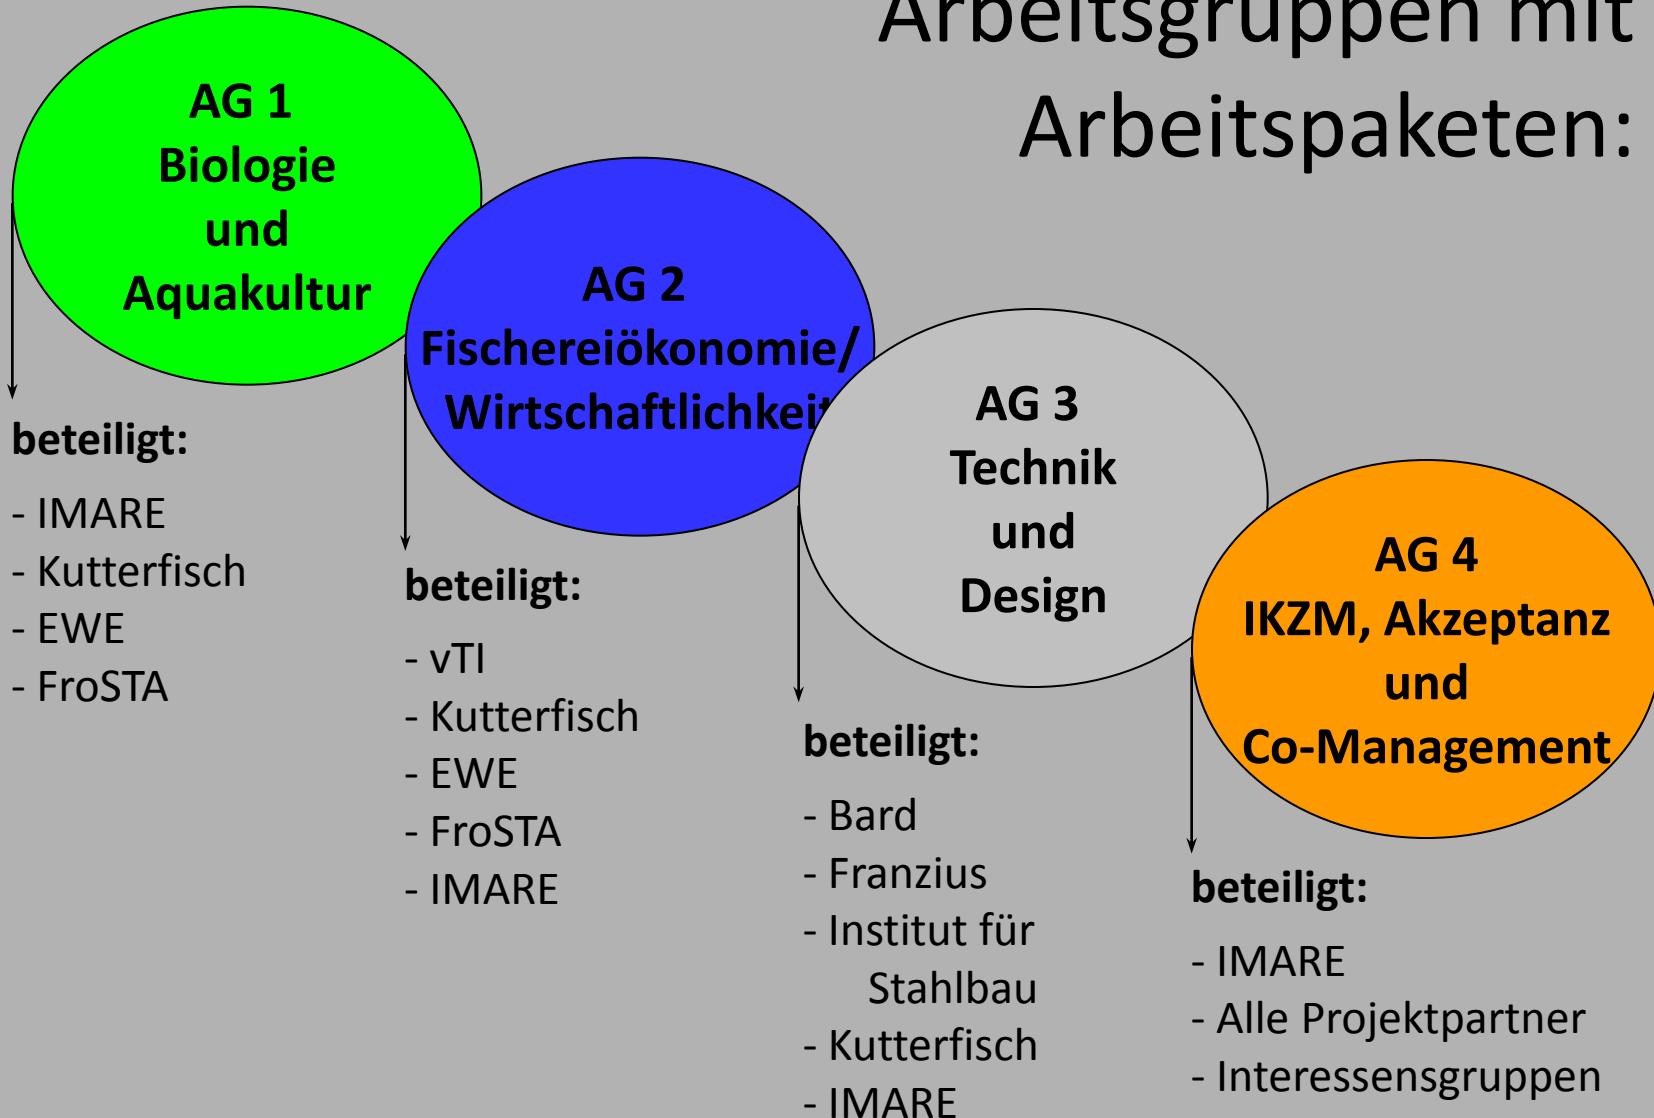 Arbeitsgruppen mit
Arbeitspaketen:
AG 1
Biologie
und
Aquakultur
beteiligt:
- IMARE
- Kutterfisch
- EWE
- FroSTA
AG 2
Fischereiökonomie/
Wirtschaftlichkeit
beteiligt:
- vTI
- Kutterfisch
- EWE
- FroSTA
- IMARE
AG 3
Technik
und
Design
beteiligt:
- Bard
- Franzius
- Institut für
Stahlbau
- Kutterfisch
- IMARE
AG 4
IKZM, Akzeptanz
und
Co-Management
beteiligt:
- IMARE
- Alle Projektpartner
- Interessensgruppen